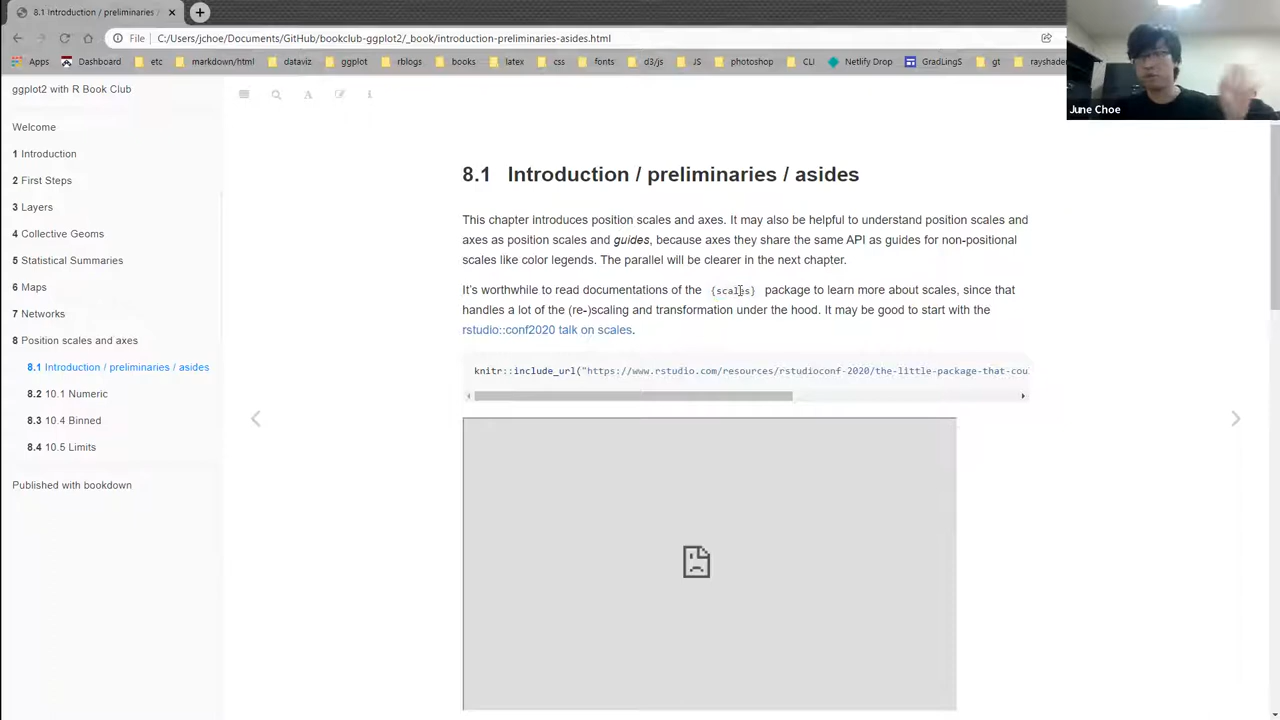 8.1 Introduction / preliminaries /
File C:/Users/jchoe/Documents/GitHub/bookclub-ggplot2/_book/introduction-preliminaries-asides.html
Apps Dashboard etc markdown/html dataviz ggplot rblogs books latex css fonts d3/js JS photoshop CLI Netlify Drop GradLingS gt rayshade
June Choe
ggplot2 with R Book Club
Welcome
1 Introduction
2 First Steps
3 Layers
4 Collective Geoms
5 Statistical Summaries
6 Maps
7 Networks
8 Position scales and axes
8.1 Introduction / preliminaries / asides
8.2 10.1 Numeric
8.3 10.4 Binned
8.4 10.5 Limits
Published with bookdown
8.1 Introduction / preliminaries / asides
This chapter introduces position scales and axes. It may also be helpful to understand position scales and
axes as position scales and guides, because axes they share the same API as guides for non-positional
scales like color legends. The parallel will be clearer in the next chapter.
It's worthwhile to read documentations of the {scales} package to learn more about scales, since that
handles a lot of the (re-)scaling and transformation under the hood. It may be good to start with the
rstudio::conf2020 talk on scales.
knitr::include_url("https://www.rstudio.com/resources/rstudioconf-2020/the-little-package-that-cou